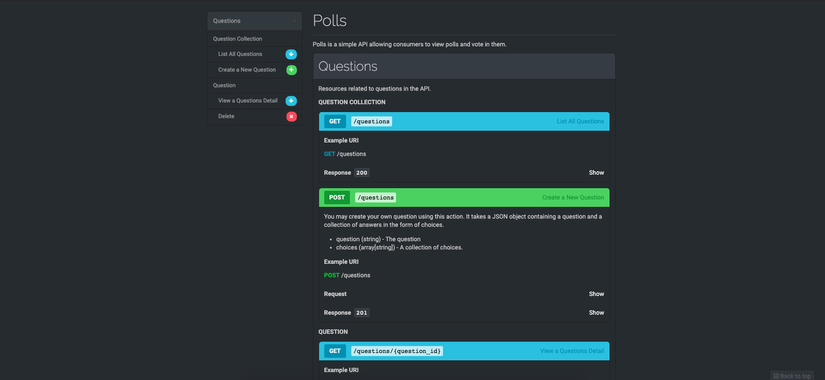 Questions
Question Collection
List All Questions
Create a New Question
Question
View a Questions Detail
Delete
Polls
Polls is a simple API allowing consumers to view polls and vote in them.
Questions
Resources related to questions in the API.
QUESTION COLLECTION
GET /questions List All Questions
Example URI
GET /questions
Response 200 Show
POST /questions Create a New Question
You may create your own question using this action. It takes a JSON object containing a question and a
collection of answers in the form of choices.
• question (string) - The question
• choices (array[string]) - A collection of choices.
Example URI
POST /questions
Request Show
Response 201 Show
QUESTION
GET /questions/{question_id} View a Questions Detail
Example URI
Back to top